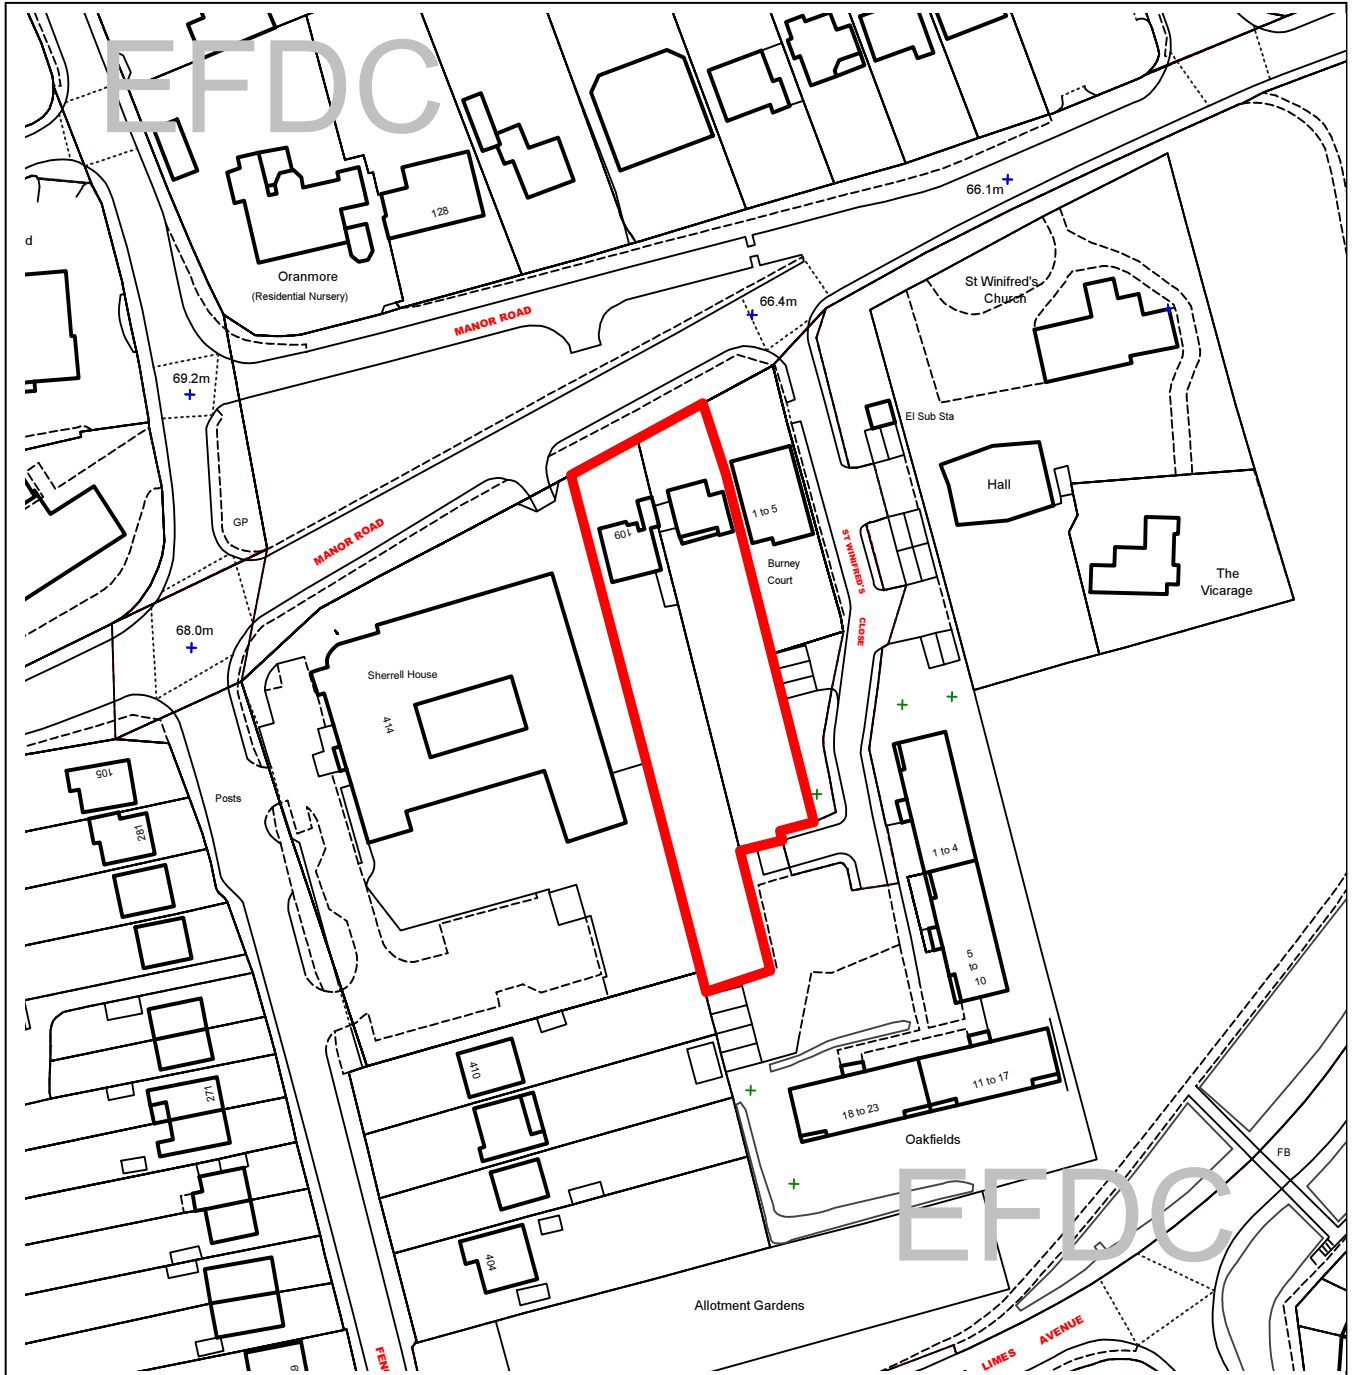 EFDC
66.1m
128
d
Oranmore
(Residential Nursery)
St Winifred's
Church
66.4m
MANOR ROAD
69.2m
El Sub Sta
Hall
GP
1 to 5
109
MANOR ROAD
ST WINIFRED'S
CLOSE
Burney
Court
The
Vicarage
68.0m
Sherrell House
414
105
Posts
281
1 to 4
5
to
10
410
271
11 to 17
18 to 23
Oakfields
FB
EFDC
404
Allotment Gardens
LIMES AVENUE